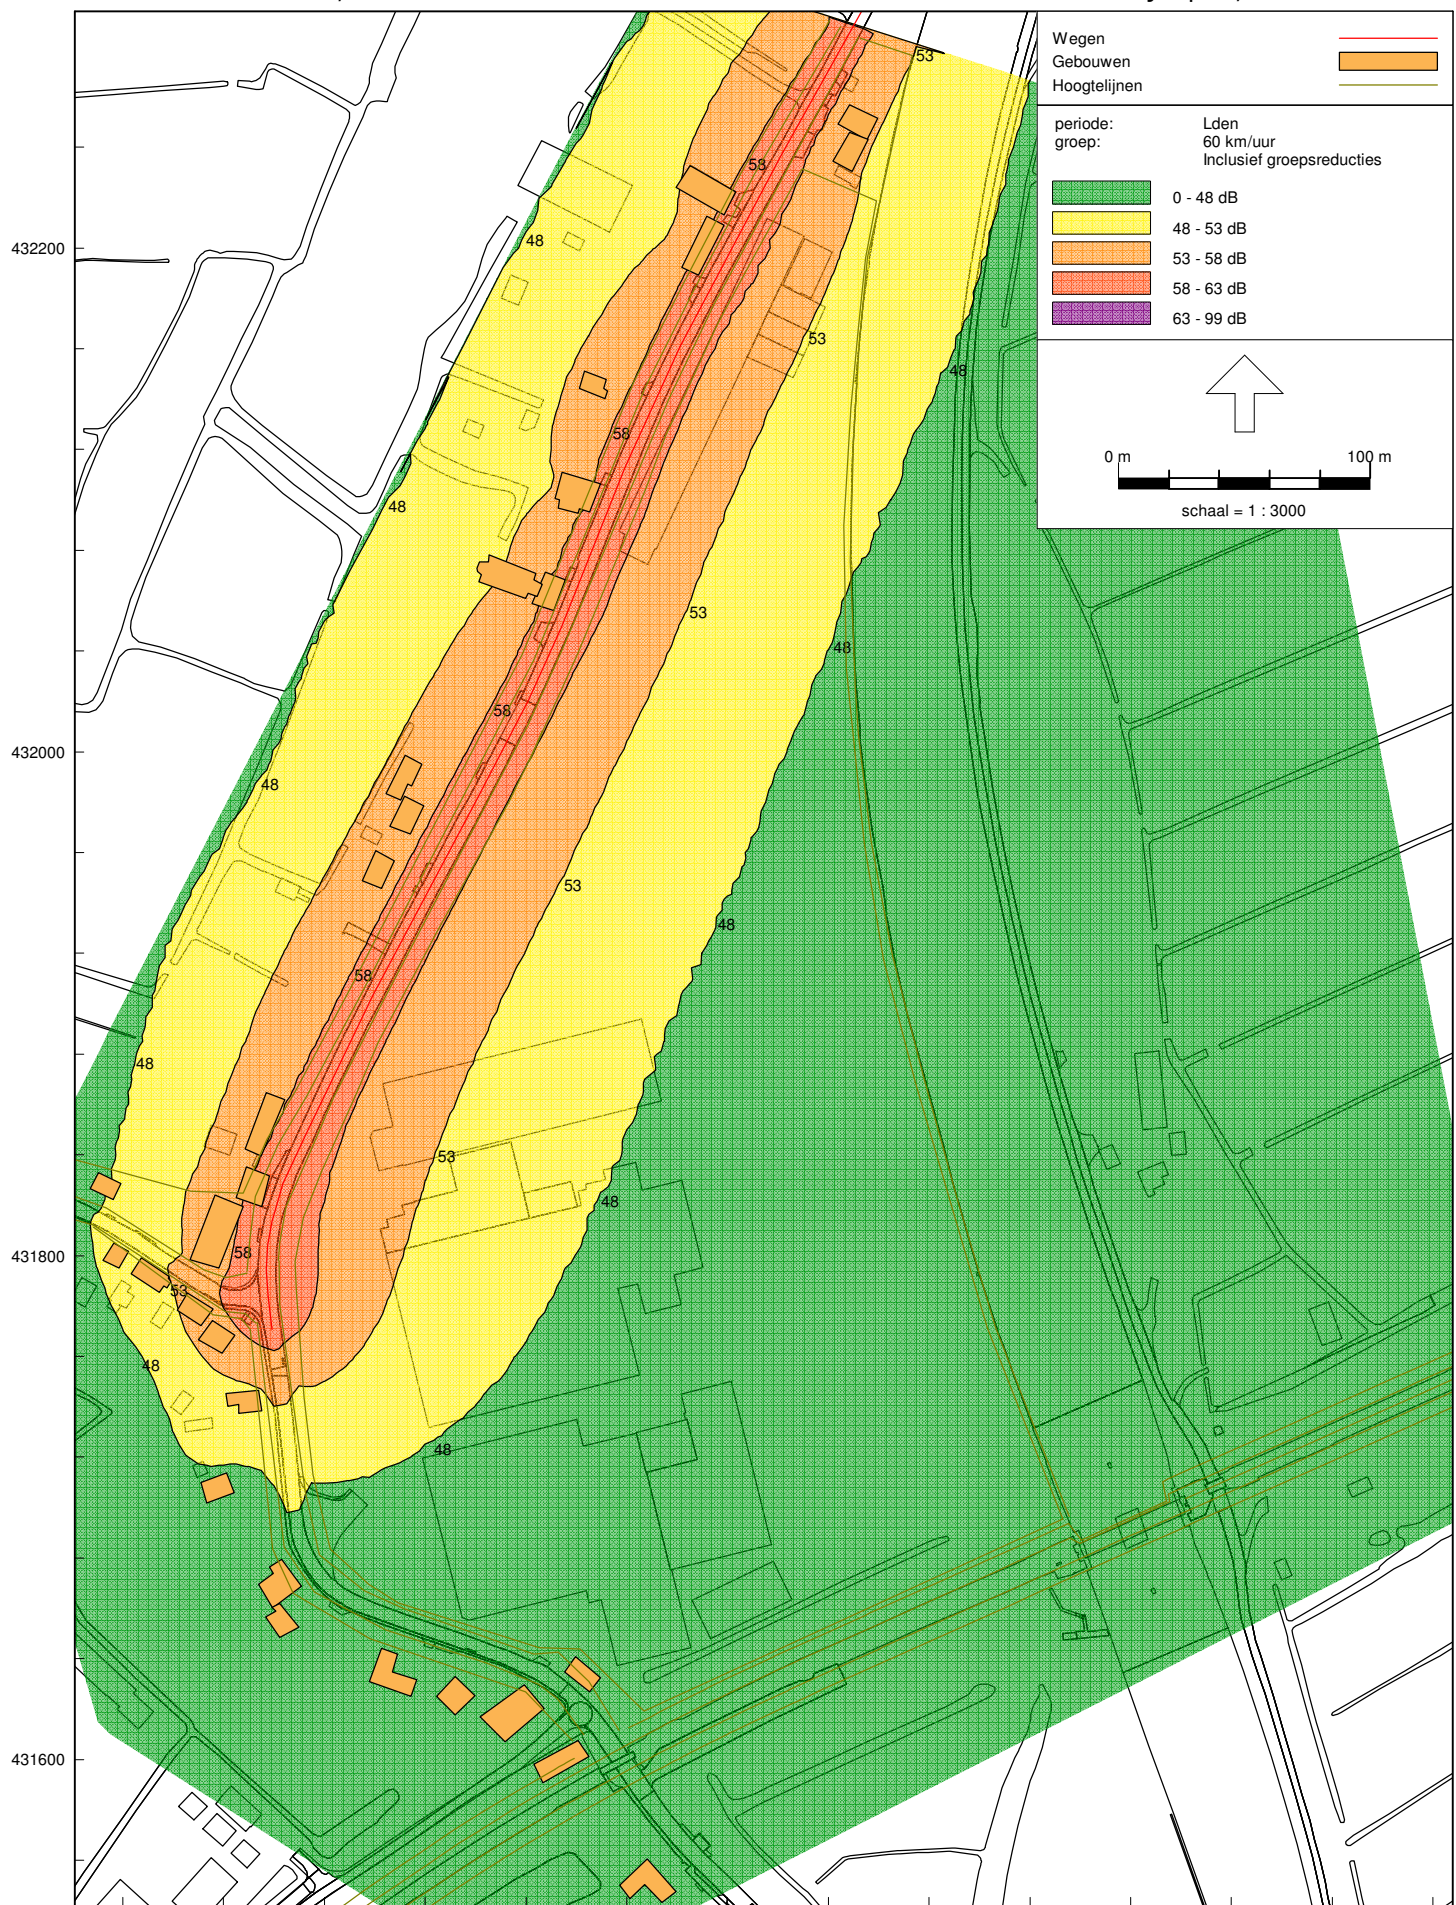 Wegen
Gebouwen
Hoogtelijnen
periode: Lden
groep: 60 km/uur
Inclusief groepsreducties
0 - 48 dB
48 - 53 dB
53 - 58 dB
58 - 63 dB
63 - 99 dB
0 m 100 m
schaal = 1 : 3000
53
58
432200
48
53
48
58
48
53
48
58
432000
48
53
48
58
48
53
48
431800
58
53
48
48
431600